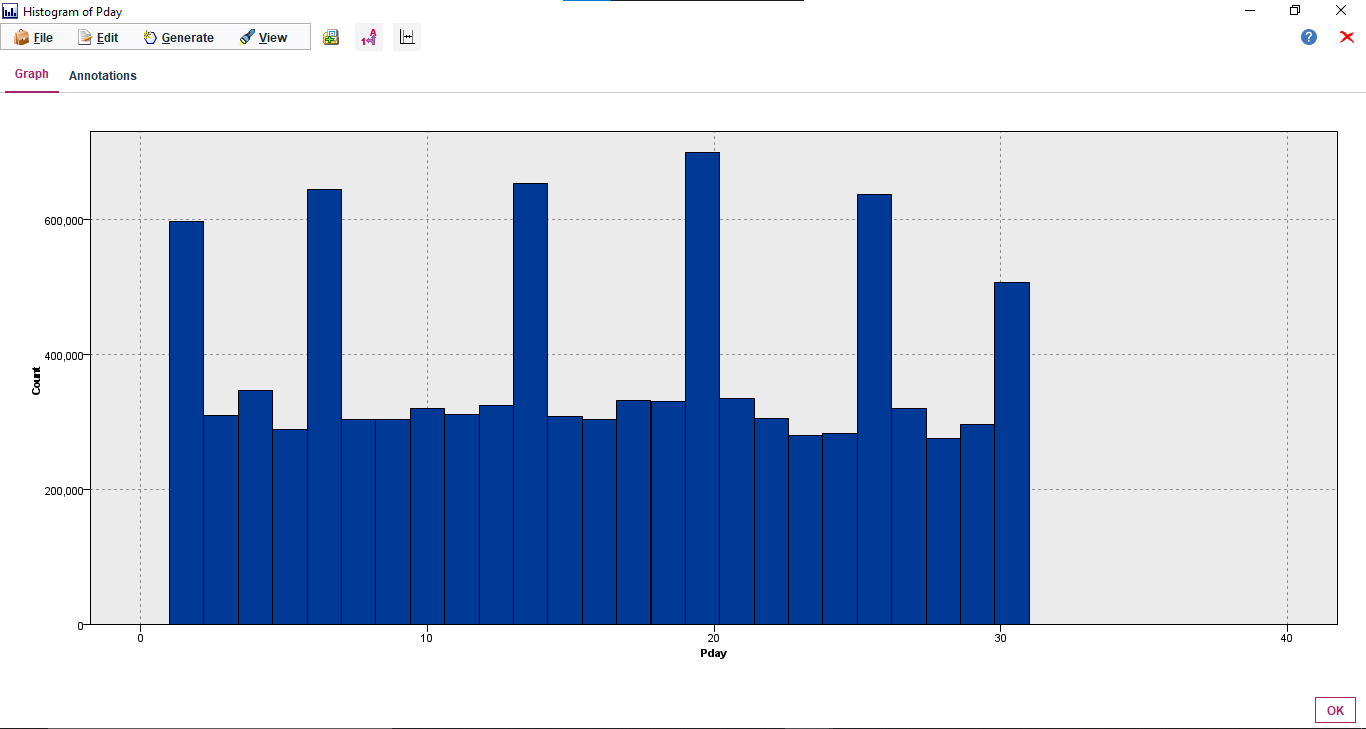 Histogram of Pday
File Edit Generate View
Graph Annotations
600,000
400,000
200,000
0
Count
0 10 20 30 40
Pday
OK